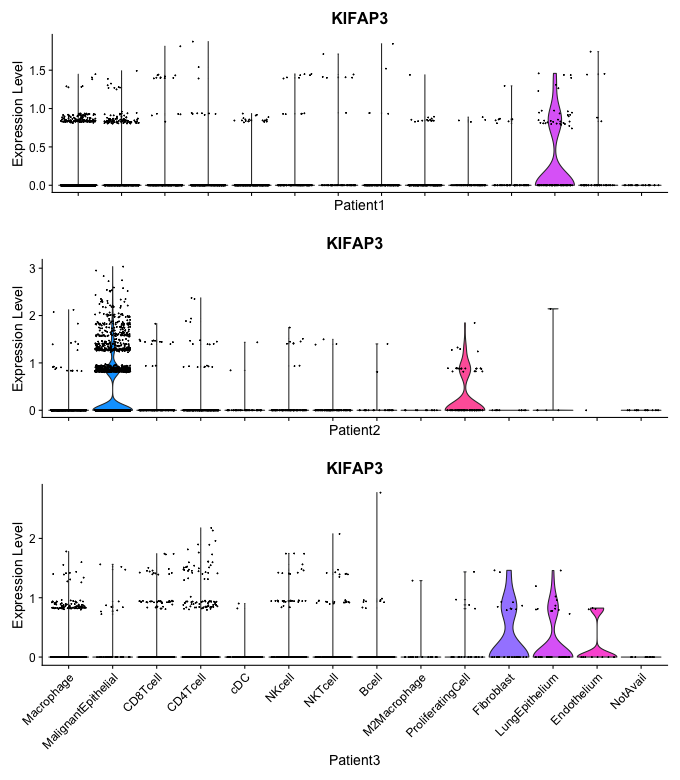 KIFAP3
Expression Level
1.5
1.0
0.5
0.0
Patient1
KIFAP3
Expression Level
3
2
1
0
Patient2
KIFAP3
Expression Level
2
1
0
Macrophage
MalignantEpithelial
CD8Tcell
CD4Tcell
cDC
NKcell
NKTcell
Bcell
M2Macrophage
ProliferatingCell
Fibroblast
LungEpithelium
Endothelium
NotAvail
Patient3